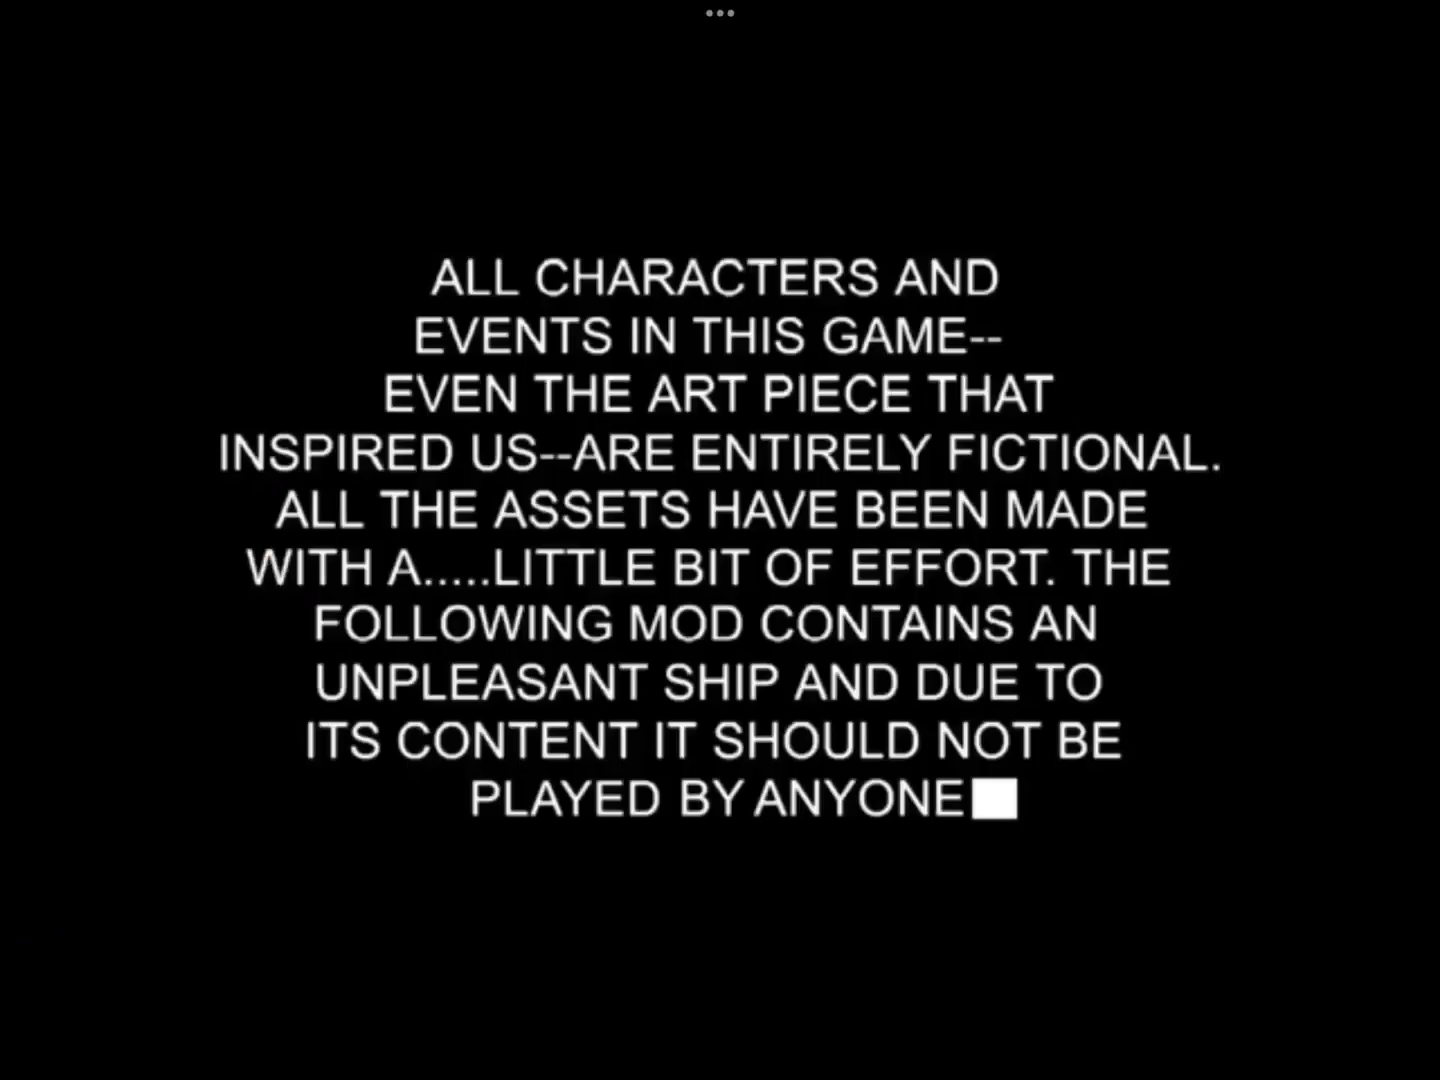 ALL CHARACTERS AND
EVENTS IN THIS GAME--
EVEN THE ART PIECE THAT
INSPIRED US--ARE ENTIRELY FICTIONAL.
ALL THE ASSETS HAVE BEEN MADE
WITH A.....LITTLE BIT OF EFFORT. THE
FOLLOWING MOD CONTAINS AN
UNPLEASANT SHIP AND DUE TO
ITS CONTENT IT SHOULD NOT BE
PLAYED BY ANYONE